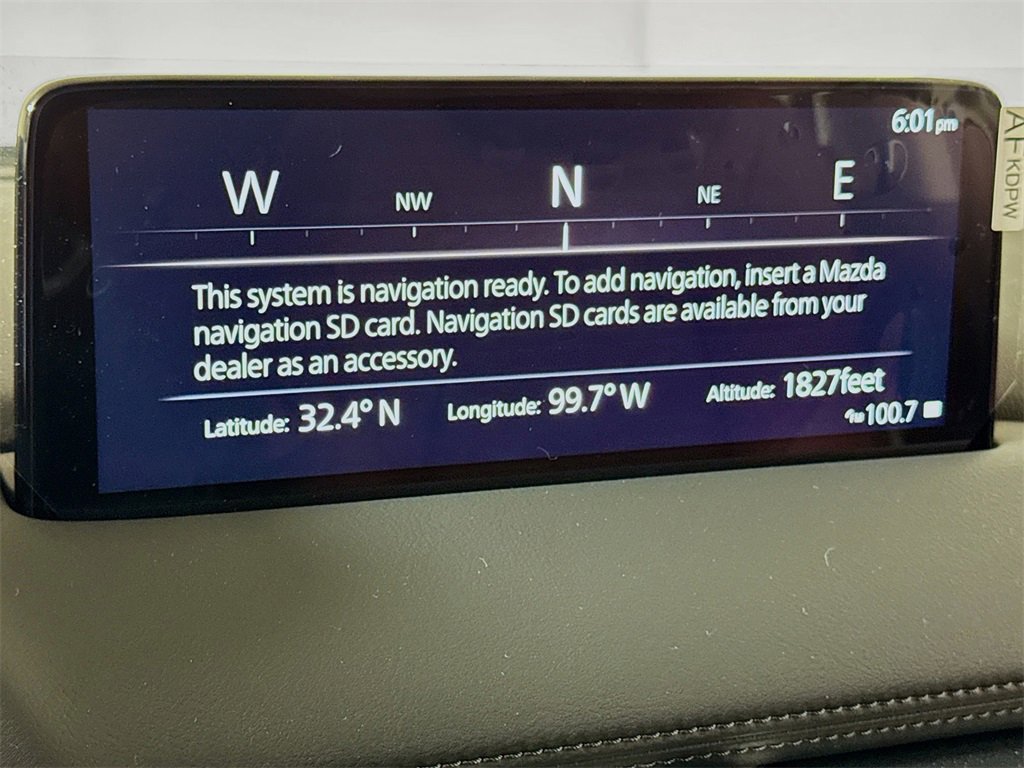 6:01 pm
W NW N NE E
This system is navigation ready. To add navigation, insert a Mazda
navigation SD card. Navigation SD cards are available from your
dealer as an accessory.
Latitude: 32.4° N Longitude: 99.7° W Altitude: 1827feet
100.7
AF KDPW